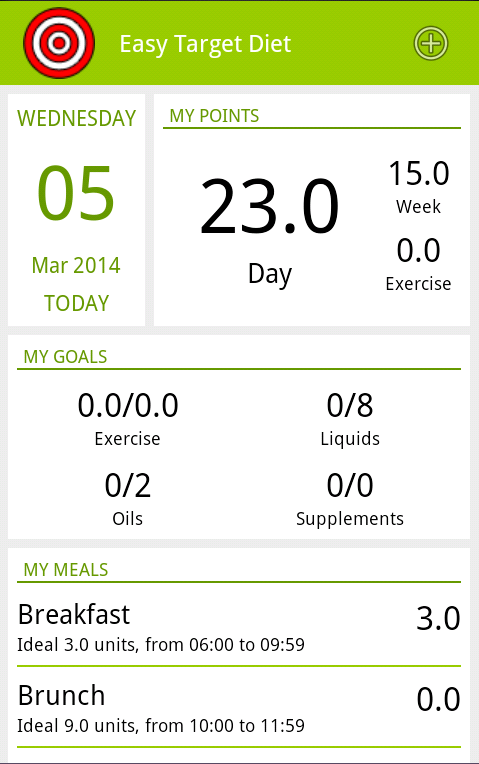 Easy Target Diet
WEDNESDAY
05
Mar 2014
TODAY
MY POINTS
23.0
Day
15.0
Week
0.0
Exercise
MY GOALS
0.0/0.0
Exercise
0/8
Liquids
0/2
Oils
0/0
Supplements
MY MEALS
Breakfast
3.0
Ideal 3.0 units, from 06:00 to 09:59
Brunch
0.0
Ideal 9.0 units, from 10:00 to 11:59